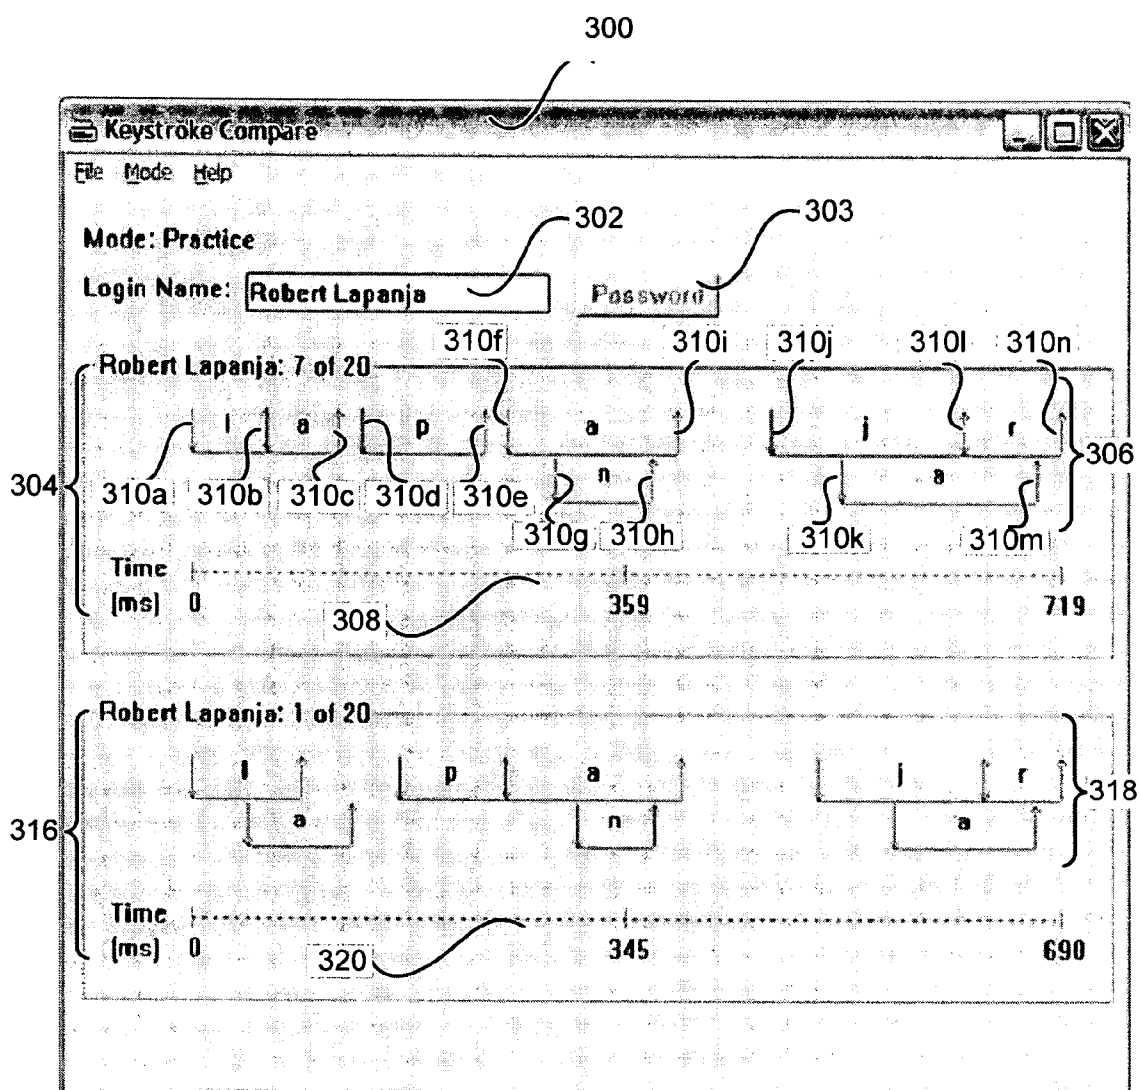 300
Keystroke Compare
File Mode Help
302 303
Mode: Practice
Login Name: Robert Lapanja Password
310f 310i 310j 310l 310n
Robert Lapanja: 7 of 20
l a p a j r
304 306
n a
310a 310b 310c 310d 310e
310g 310h 310k 310m
Time
(ms) 0 359 719
308
Robert Lapanja: 1 of 20
l p a j r
318
316 a n a
Time
(ms) 0 345 690
320